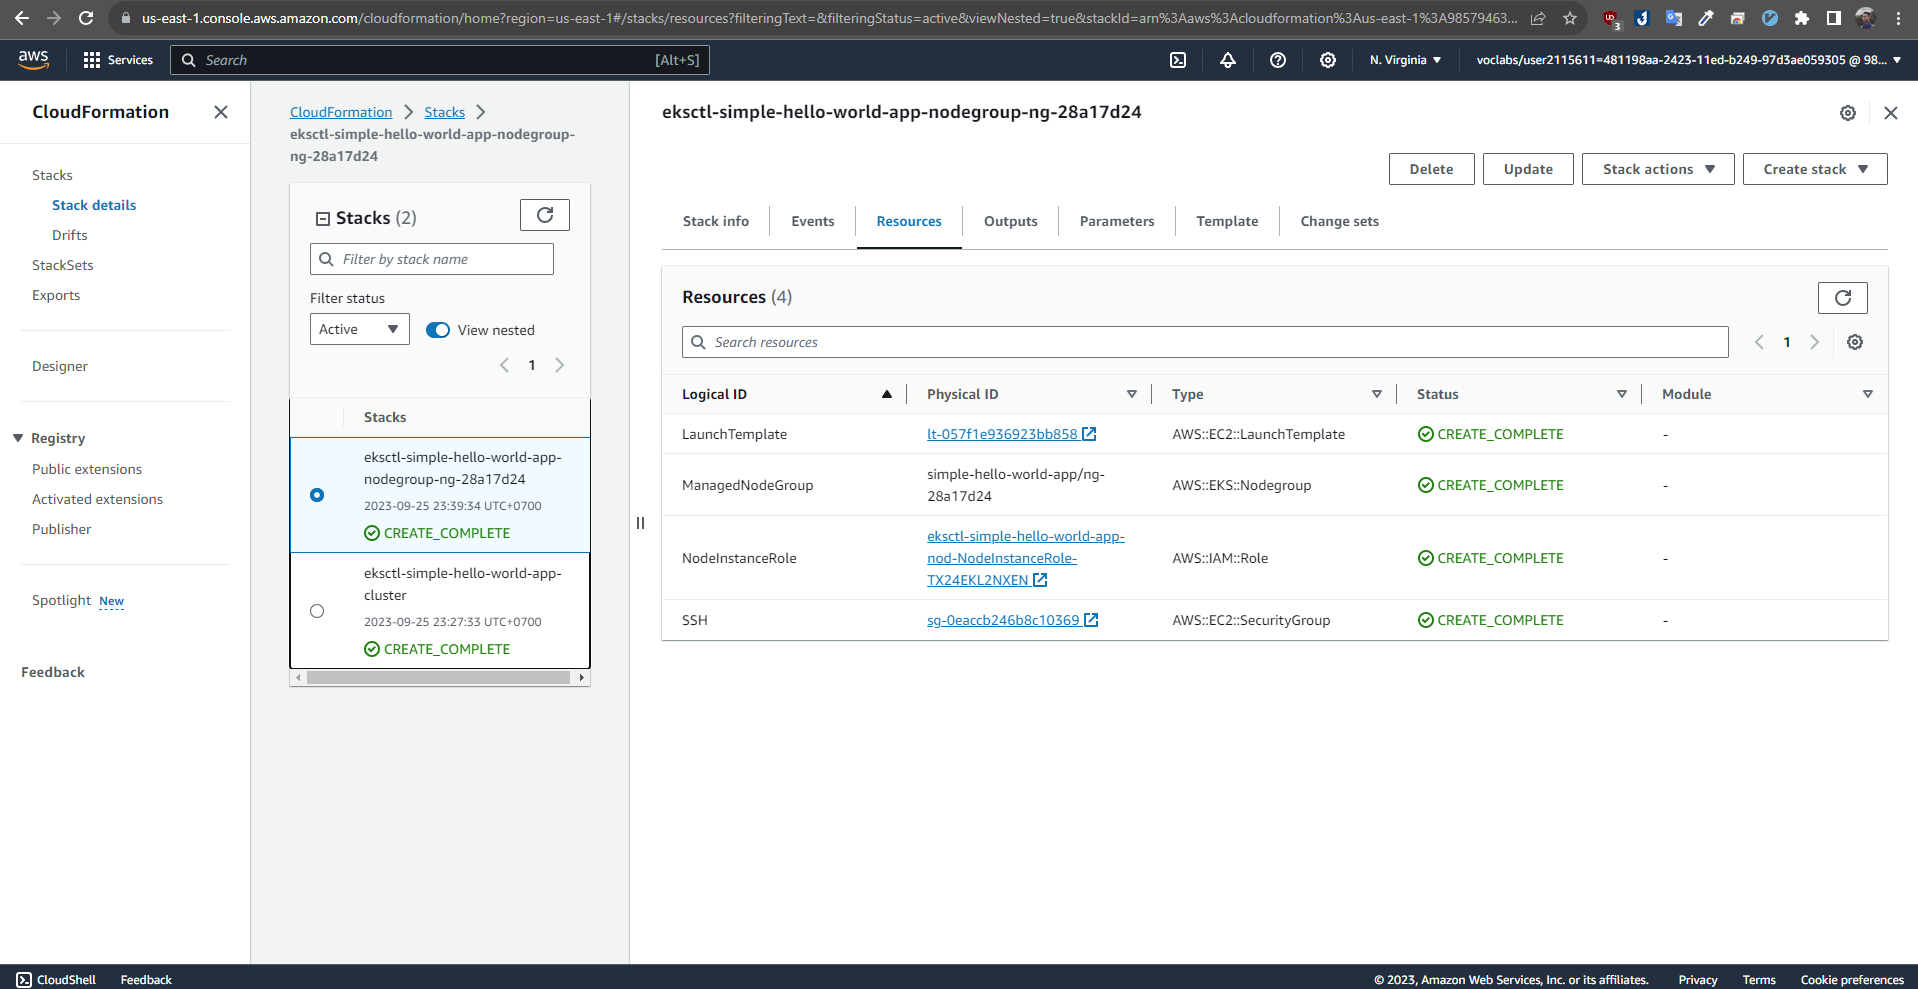 us-east-1.console.aws.amazon.com/cloudformation/home?region=us-east-1#/stacks/resources?filteringText=&filteringStatus=active&viewNested=true&stackId=arn%3Aaws%3Acloudformation%3Aus-east-1%3A98579463...
3
aws
Services
Search
[Alt+S]
N. Virginia
voclabs/user2115611=481198aa-2423-11ed-b249-97d3ae059305 @ 98...
CloudFormation
Stacks
Stack details
Drifts
StackSets
Exports
Designer
Registry
Public extensions
Activated extensions
Publisher
Spotlight New
Feedback
CloudFormation
Stacks
eksctl-simple-hello-world-app-nodegroup-
ng-28a17d24
Stacks (2)
Filter by stack name
Filter status
Active
View nested
1
Stacks
eksctl-simple-hello-world-app-
nodegroup-ng-28a17d24
2023-09-25 23:39:34 UTC+0700
CREATE_COMPLETE
eksctl-simple-hello-world-app-
cluster
2023-09-25 23:27:33 UTC+0700
CREATE_COMPLETE
eksctl-simple-hello-world-app-nodegroup-ng-28a17d24
Delete
Update
Stack actions
Create stack
Stack info
Events
Resources
Outputs
Parameters
Template
Change sets
Resources (4)
Search resources
1
Logical ID
Physical ID
Type
Status
Module
LaunchTemplate
lt-057f1e936923bb858
AWS::EC2::LaunchTemplate
CREATE_COMPLETE
-
ManagedNodeGroup
simple-hello-world-app/ng-
28a17d24
AWS::EKS::Nodegroup
CREATE_COMPLETE
-
NodeInstanceRole
eksctl-simple-hello-world-app-
nod-NodeInstanceRole-
TX24EKL2NXEN
AWS::IAM::Role
CREATE_COMPLETE
-
SSH
sg-0eaccb246b8c10369
AWS::EC2::SecurityGroup
CREATE_COMPLETE
-
CloudShell
Feedback
© 2023, Amazon Web Services, Inc. or its affiliates.
Privacy
Terms
Cookie preferences